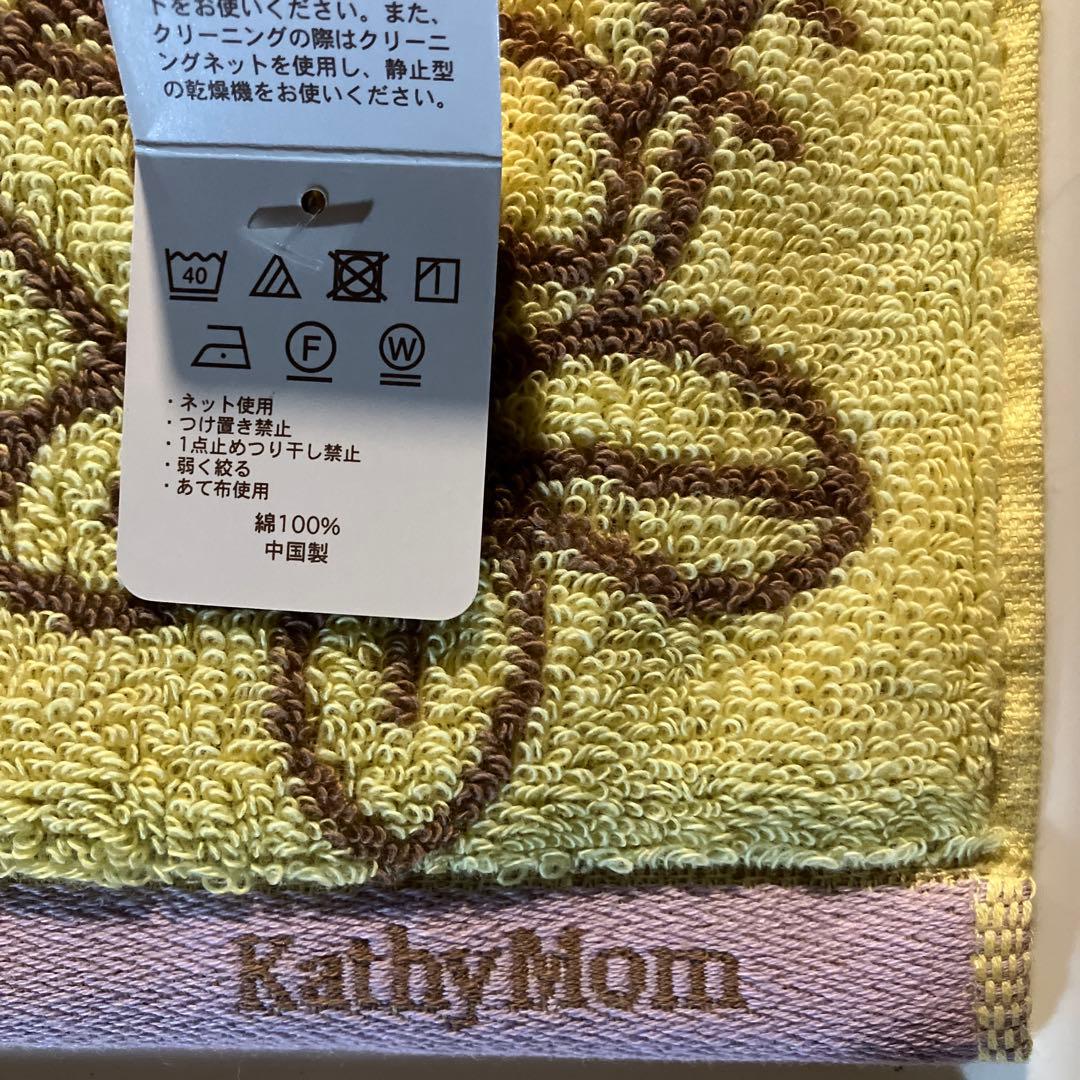 トをお使いください。また、
クリーニングの際はクリーニ
ングネットを使用し、静止型
の乾燥機をお使いください。
40
F W
・ネット使用
・つけ置き禁止
・1点止めつり干し禁止
・弱く絞る
・あて布使用
綿100%
中国製
KathyMom